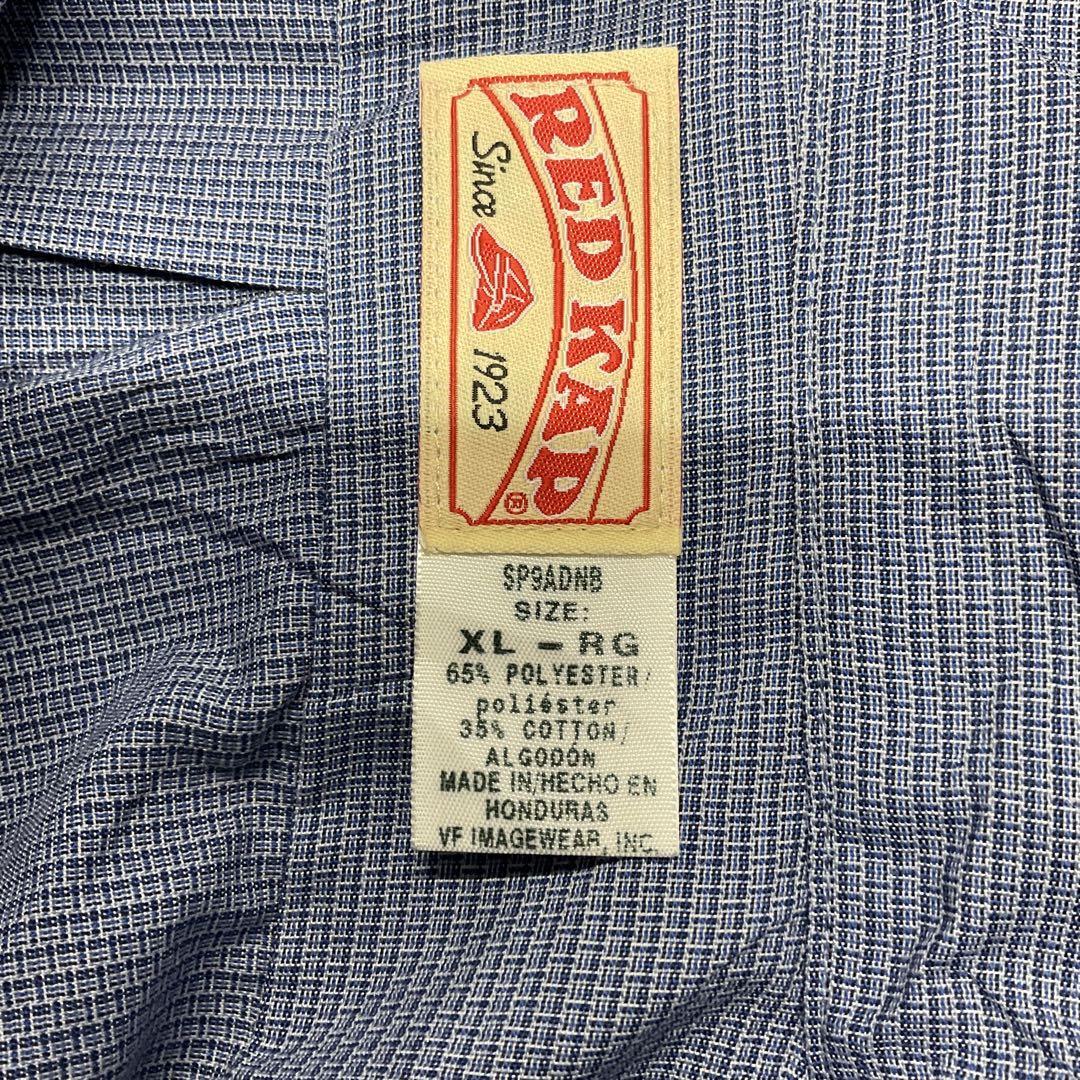 RED KAP®
Since 1923
SP9ADNB
SIZE:
XL – RG
65% POLYESTER/
poliéster
35% COTTON/
ALGODÓN
MADE IN/HECHO EN
HONDURAS
VF IMAGEWEAR, INC.